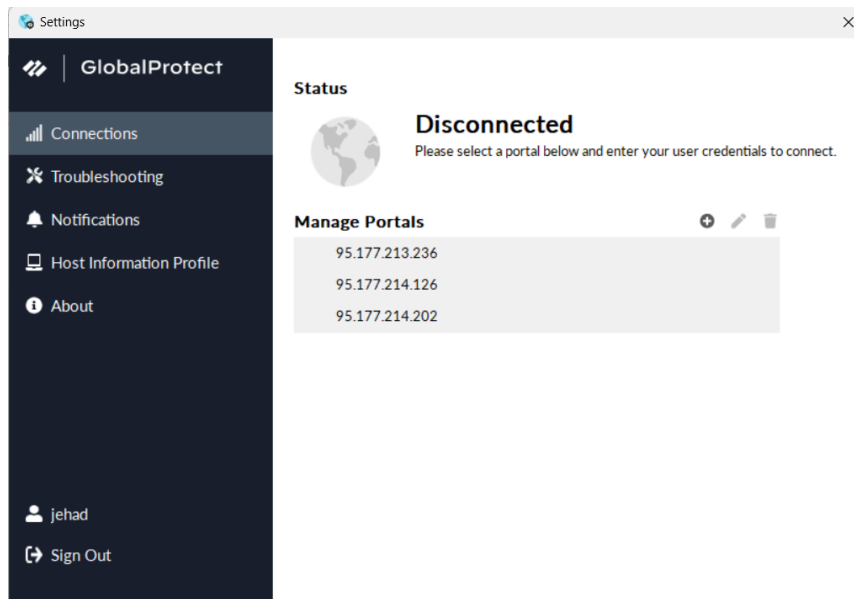 Settings
GlobalProtect
Connections
Troubleshooting
Notifications
Host Information Profile
About
jehad
Sign Out
Status
Disconnected
Please select a portal below and enter your user credentials to connect.
Manage Portals
95.177.213.236
95.177.214.126
95.177.214.202